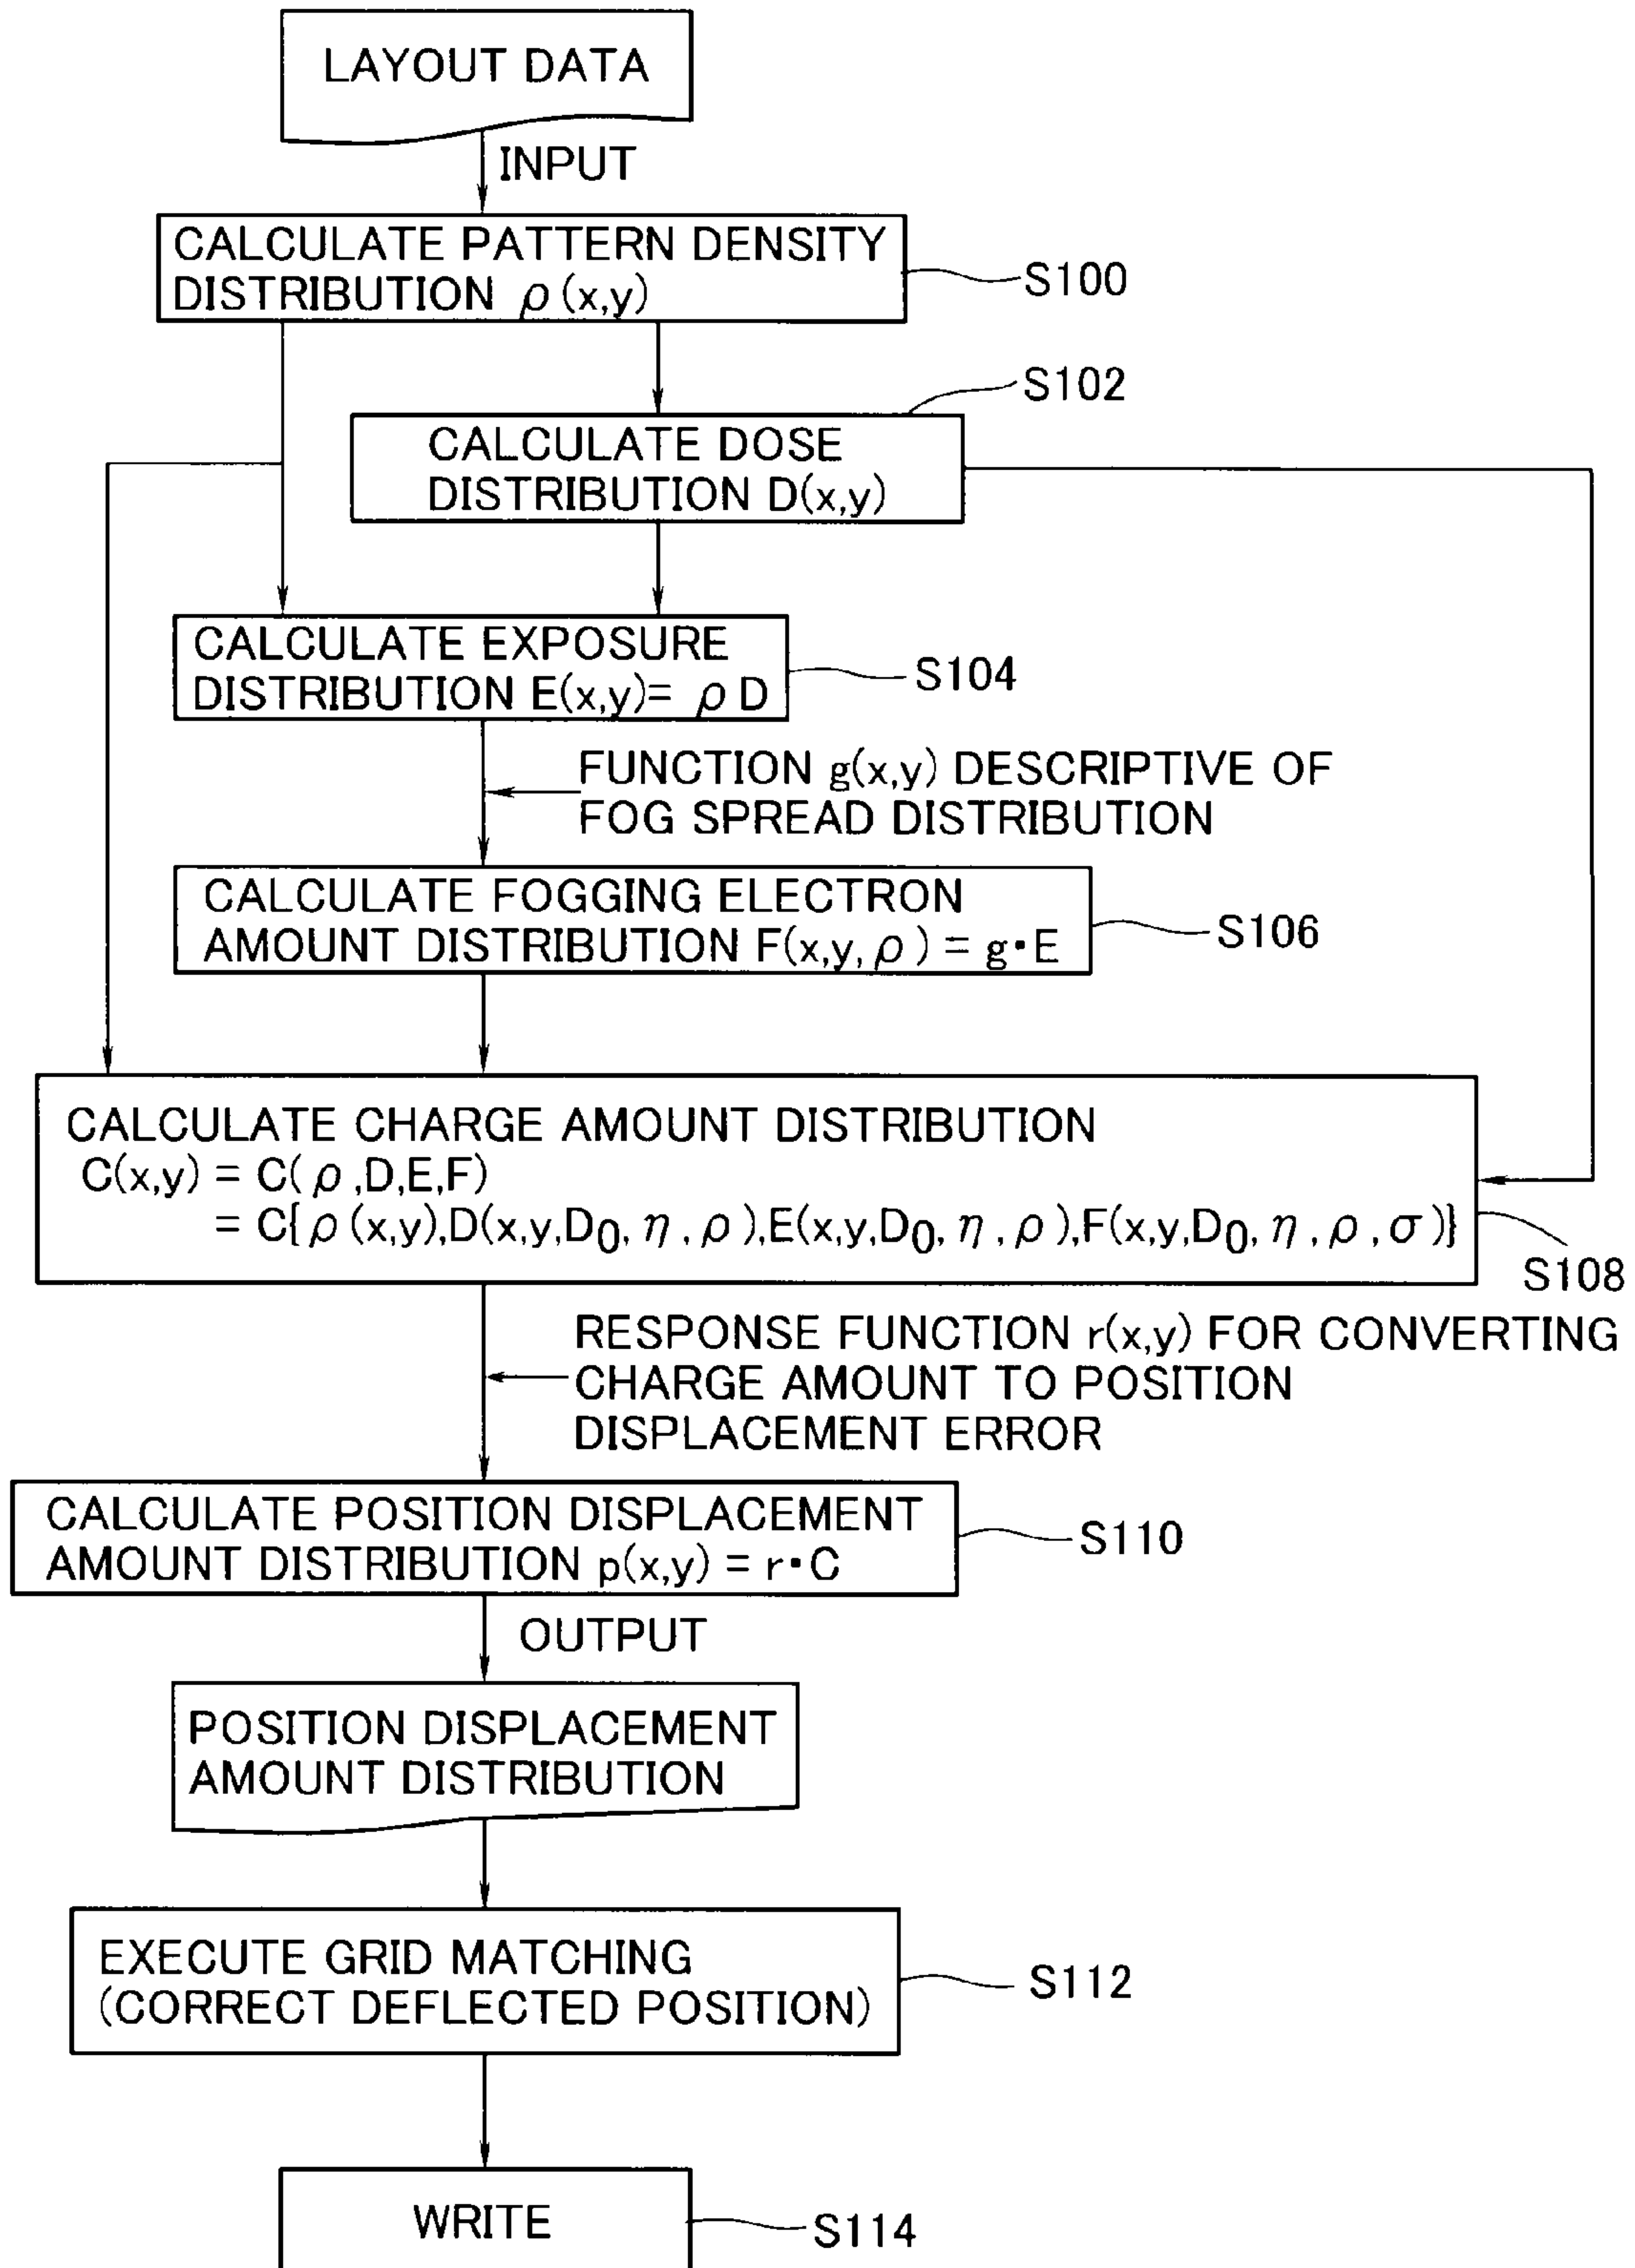 LAYOUT DATA
INPUT
CALCULATE PATTERN DENSITY
DISTRIBUTION ρ(x,y)
S100
S102
CALCULATE DOSE
DISTRIBUTION D(x,y)
CALCULATE EXPOSURE
DISTRIBUTION E(x,y)= ρD
S104
FUNCTION g(x,y) DESCRIPTIVE OF
FOG SPREAD DISTRIBUTION
CALCULATE FOGGING ELECTRON
AMOUNT DISTRIBUTION F(x,y,ρ) = g·E
S106
CALCULATE CHARGE AMOUNT DISTRIBUTION
C(x,y) = C(ρ,D,E,F)
= C{ρ(x,y),D(x,y,D₀,η,ρ),E(x,y,D₀,η,ρ),F(x,y,D₀,η,ρ,σ)}
S108
RESPONSE FUNCTION r(x,y) FOR CONVERTING
CHARGE AMOUNT TO POSITION
DISPLACEMENT ERROR
CALCULATE POSITION DISPLACEMENT
AMOUNT DISTRIBUTION p(x,y) = r·C
S110
OUTPUT
POSITION DISPLACEMENT
AMOUNT DISTRIBUTION
EXECUTE GRID MATCHING
(CORRECT DEFLECTED POSITION)
S112
WRITE
S114